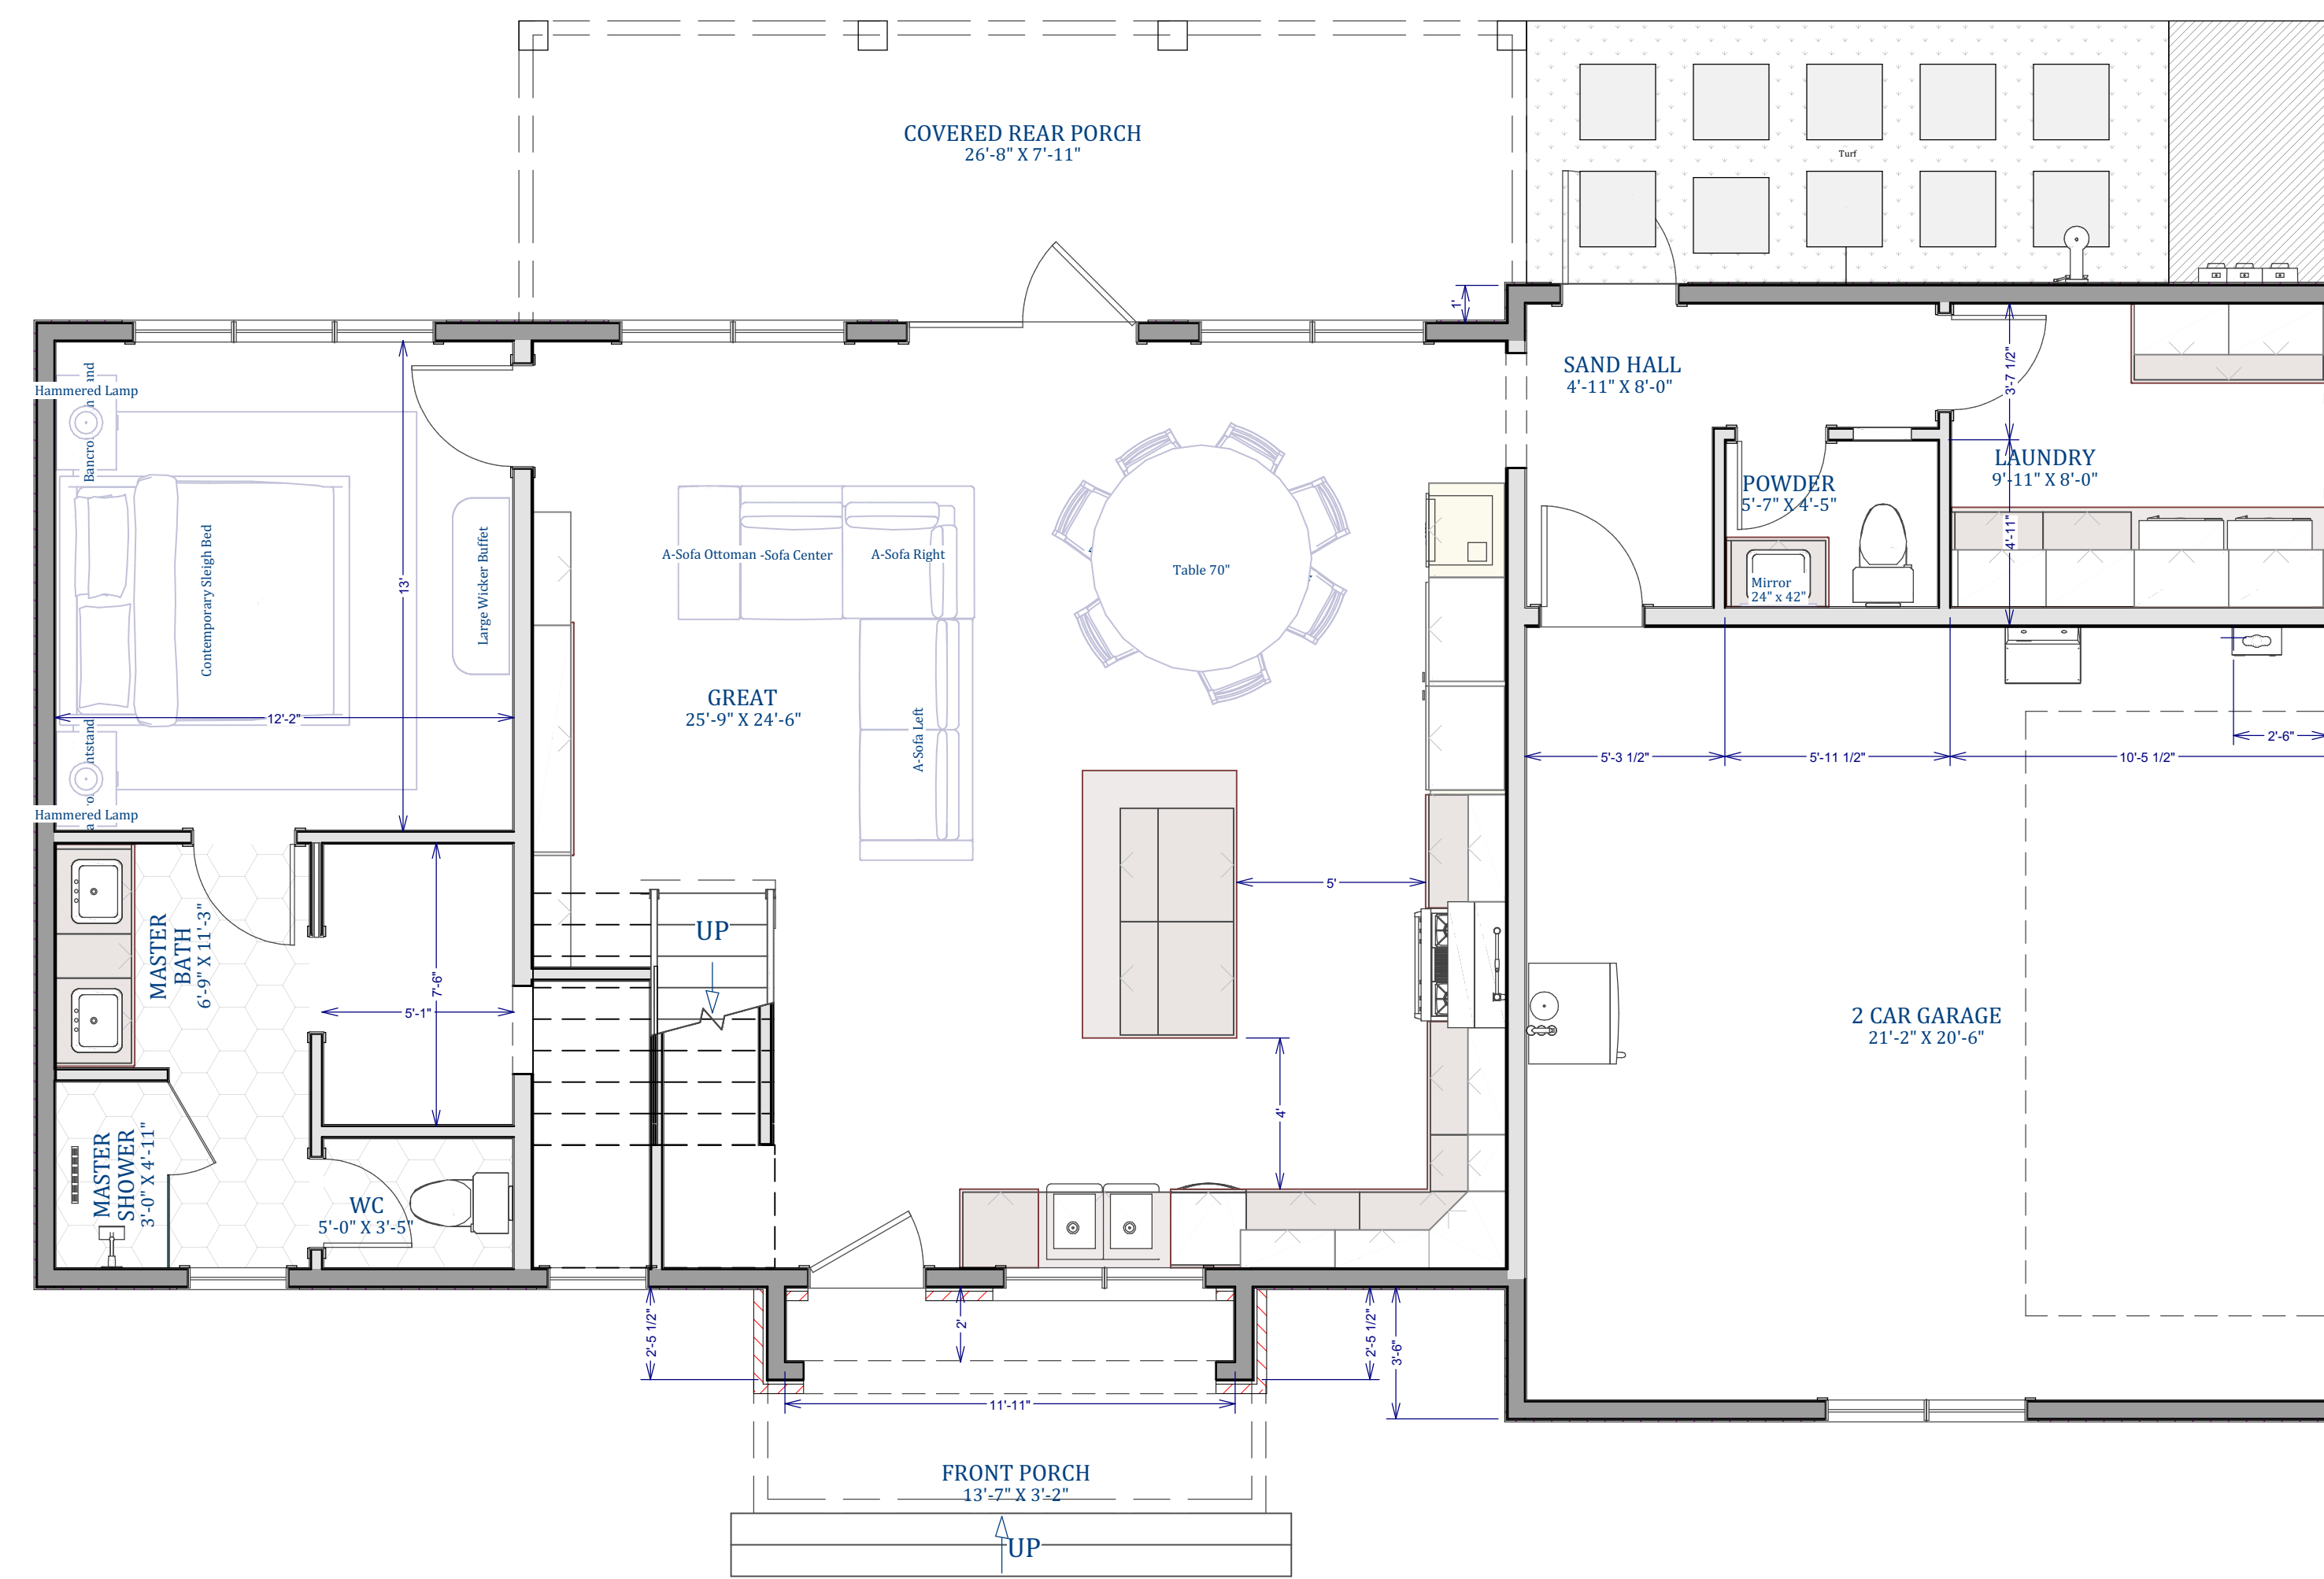 COVERED REAR PORCH
26'-8" X 7'-11"
Turf
1'
SAND HALL
4'-11" X 8'-0"
3'-7 1/2"
LAUNDRY
9'-11" X 8'-0"
POWDER
5'-7" X 4'-5"
4'-11"
Mirror
24" x 42"
Hammered Lamp
Contemporary Sleigh Bed
Large Wicker Buffet
13'
12'-2"
Hammered Lamp
A-Sofa Ottoman
-Sofa Center
A-Sofa Right
A-Sofa Left
Table 70"
GREAT
25'-9" X 24'-6"
5'-3 1/2"
5'-11 1/2"
10'-5 1/2"
2'-6"
MASTER
BATH
6'-9" X 11'-3"
7'-6"
5'-1"
UP
5'
4'
2 CAR GARAGE
21'-2" X 20'-6"
MASTER
SHOWER
3'-0" X 4'-11"
WC
5'-0" X 3'-5"
2'-5 1/2"
2'
2'-5 1/2"
3'-6"
11'-11"
FRONT PORCH
13'-7" X 3'-2"
UP